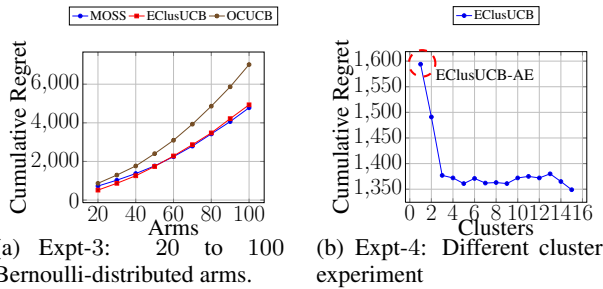 MOSS EClusUCB OCUCB
Cumulative Regret
6,000
4,000
2,000
0
20 40 60 80 100
Arms
(a) Expt-3: 20 to 100
Bernoulli-distributed arms.
EClusUCB
Cumulative Regret
1,600
1,550
1,500
1,450
1,400
1,350
EClusUCB-AE
0 2 4 6 8 10 12 14 16
Clusters
(b) Expt-4: Different cluster
experiment